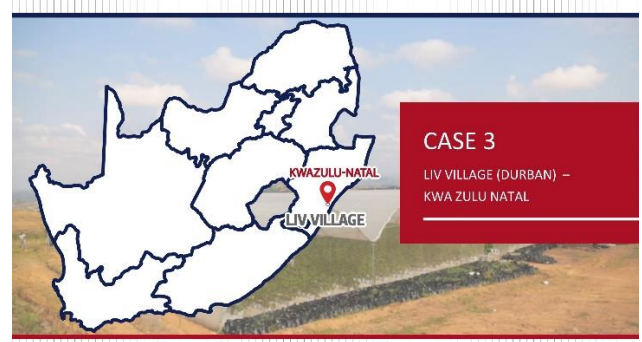 KWAZULU-NATAL
LIV VILLAGE
CASE 3
LIV VILLAGE (DURBAN) –
KWA ZULU NATAL